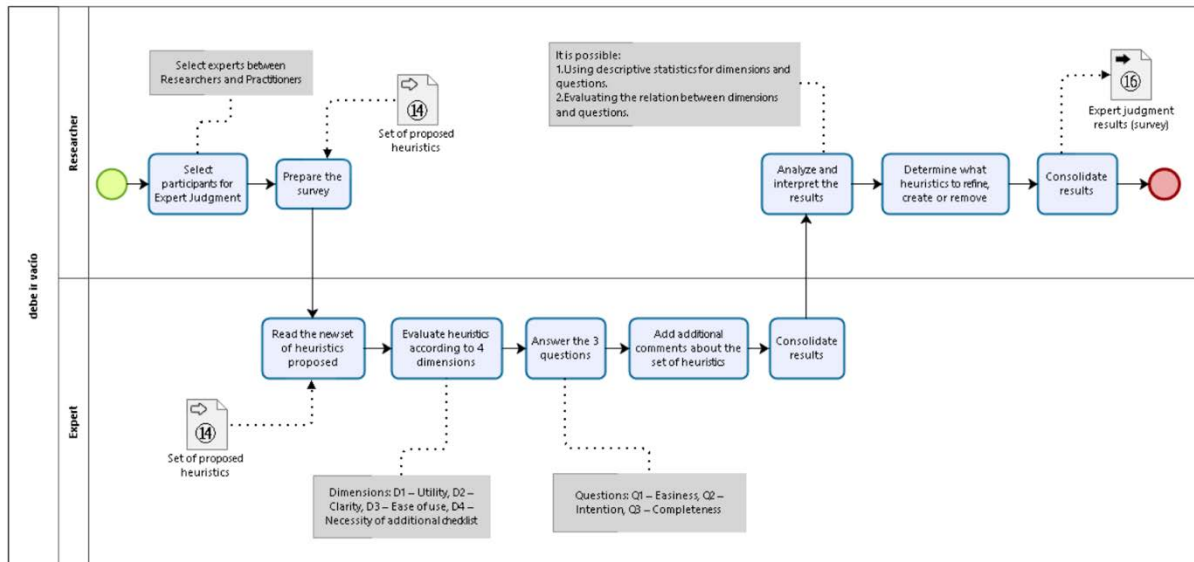 debe ir vacío
Researcher
Select experts between
Researchers and Practitioners
14
Set of proposed
heuristics
It is possible:
1.Using descriptive statistics for dimensions and
questions.
2.Evaluating the relation between dimensions
and questions.
16
Expert judgment
results (survey)
Select
participants for
Expert Judgment
Prepare the
survey
Analyze and
interpret the
results
Determine what
heuristics to refine,
create or remove
Consolidate
results
Expert
Read the new set
of heuristics
proposed
Evaluate heuristics
according to 4
dimensions
Answer the 3
questions
Add additional
comments about the
set of heuristics
Consolidate
results
14
Set of proposed
heuristics
Dimensions: D1 – Utility, D2 –
Clarity, D3 – Ease of use, D4 –
Necessity of additional checklist
Questions: Q1 – Easiness, Q2 –
Intention, Q3 – Completeness